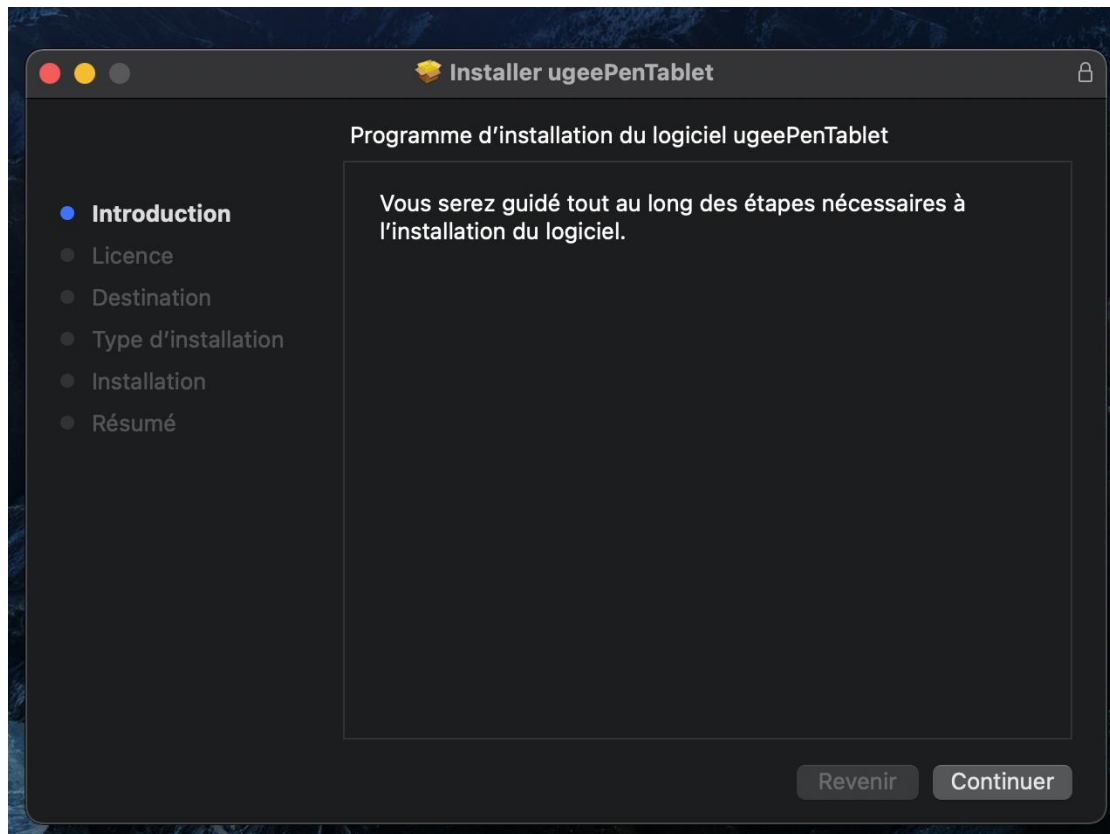 Installer ugeePenTablet
Programme d’installation du logiciel ugeePenTablet
Introduction
Licence
Destination
Type d’installation
Installation
Résumé
Vous serez guidé tout au long des étapes nécessaires à
l’installation du logiciel.
Revenir
Continuer